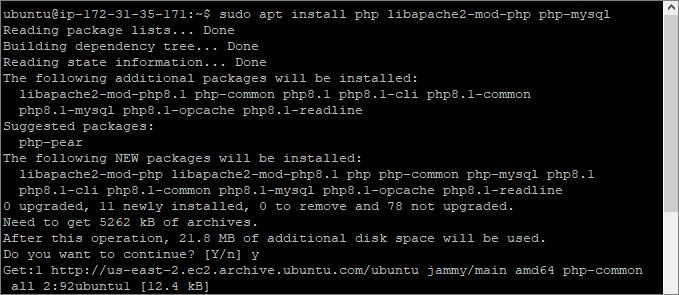 ubuntu@ip-172-31-35-171:~$ sudo apt install php libapache2-mod-php php-mysql
Reading package lists... Done
Building dependency tree... Done
Reading state information... Done
The following additional packages will be installed:
  libapache2-mod-php8.1 php-common php8.1 php8.1-cli php8.1-common
  php8.1-mysql php8.1-opcache php8.1-readline
Suggested packages:
  php-pear
The following NEW packages will be installed:
  libapache2-mod-php libapache2-mod-php8.1 php php-common php-mysql php8.1
  php8.1-cli php8.1-common php8.1-mysql php8.1-opcache php8.1-readline
0 upgraded, 11 newly installed, 0 to remove and 78 not upgraded.
Need to get 5262 kB of archives.
After this operation, 21.8 MB of additional disk space will be used.
Do you want to continue? [Y/n] y
Get:1 http://us-east-2.ec2.archive.ubuntu.com/ubuntu jammy/main amd64 php-common
 all 2:92ubuntu1 [12.4 kB]